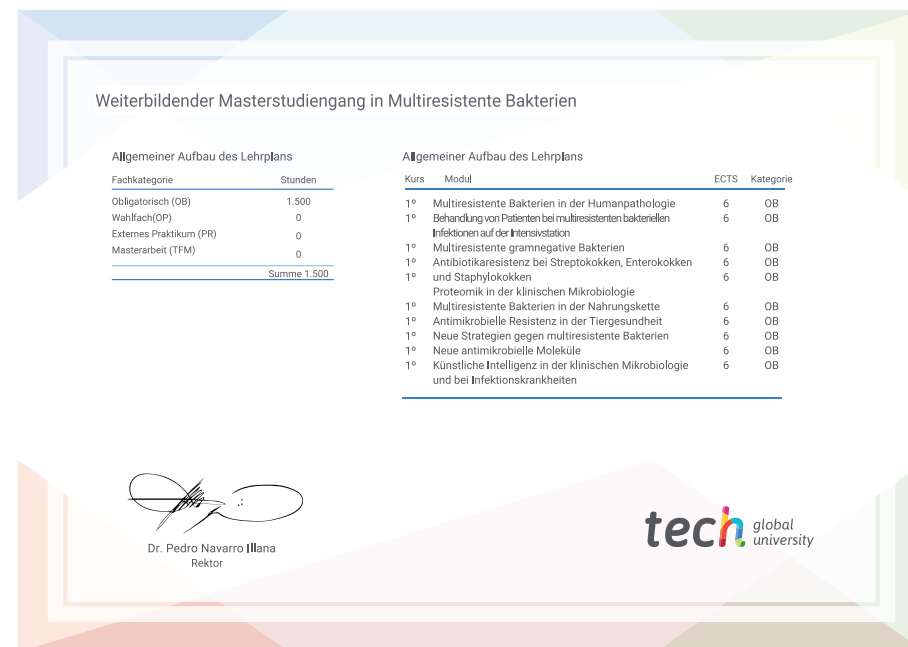 Weiterbildender Masterstudiengang in Multiresistente Bakterien
Allgemeiner Aufbau des Lehrplans
Fachkategorie Stunden
Obligatorisch (OB) 1.500
Wahlfach(OP) 0
Externes Praktikum (PR) 0
Masterarbeit (TFM) 0
Summe 1.500
Allgemeiner Aufbau des Lehrplans
Kurs Modul ECTS Kategorie
1º Multiresistente Bakterien in der Humanpathologie 6 OB
1º Behandlung von Patienten bei multiresistenten bakteriellen 6 OB
Infektionen auf der Intensivstation
1º Multiresistente gramnegative Bakterien 6 OB
1º Antibiotikaresistenz bei Streptokokken, Enterokokken 6 OB
1º und Staphylokokken 6 OB
Proteomik in der klinischen Mikrobiologie
1º Multiresistente Bakterien in der Nahrungskette 6 OB
1º Antimikrobielle Resistenz in der Tiergesundheit 6 OB
1º Neue Strategien gegen multiresistente Bakterien 6 OB
1º Neue antimikrobielle Moleküle 6 OB
1º Künstliche Intelligenz in der klinischen Mikrobiologie 6 OB
und bei Infektionskrankheiten
Dr. Pedro Navarro Illana
Rektor
tech global
university